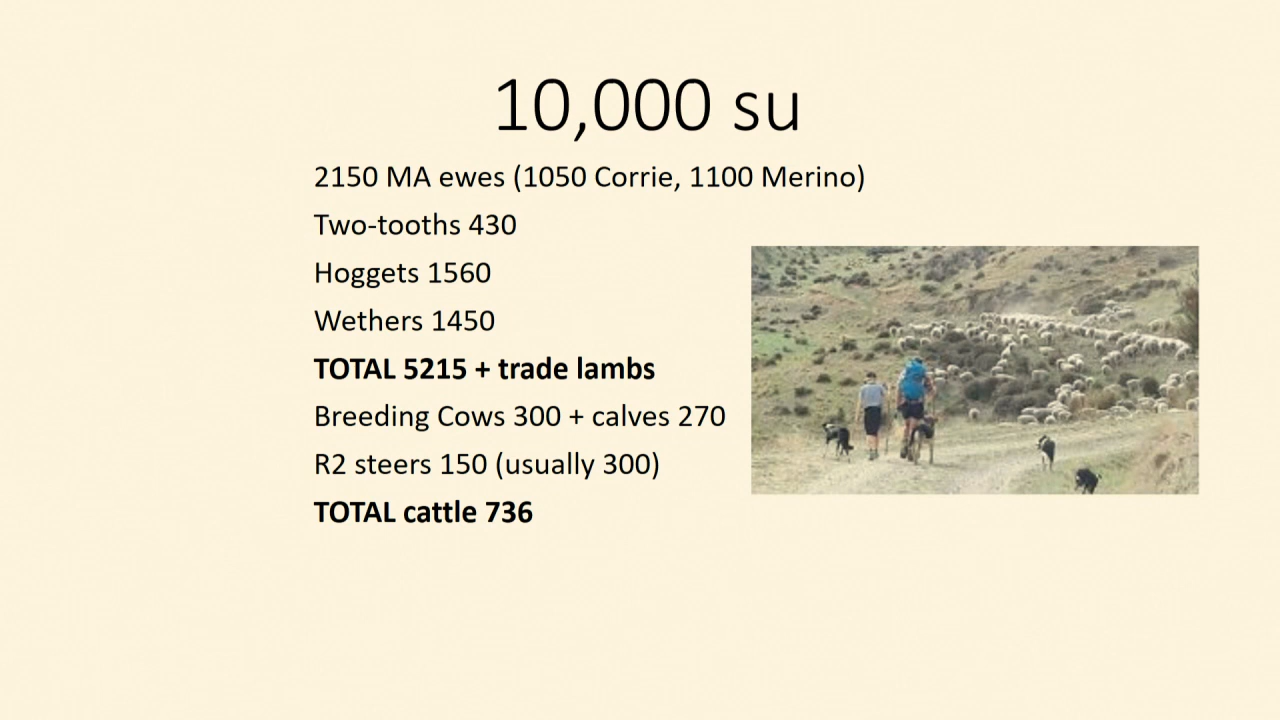 10,000 su
2150 MA ewes (1050 Corrie, 1100 Merino)
Two-tooths 430
Hoggets 1560
Wethers 1450
TOTAL 5215 + trade lambs
Breeding Cows 300 + calves 270
R2 steers 150 (usually 300)
TOTAL cattle 736